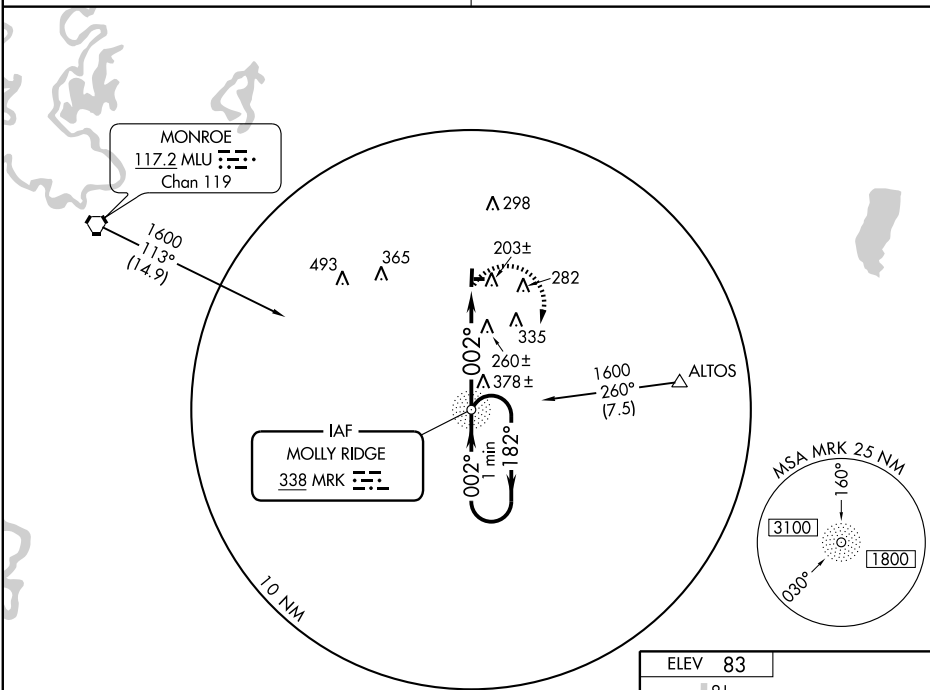 MONROE
117.2 MLU
Chan 119
1600
113°
(14.9)
298
493
365
203±
282
335
260±
378±
002°
1600
260°
(7.5)
ALTOS
IAF
MOLLY RIDGE
338 MRK
002°
1 min
182°
10 NM
MSA MRK 25 NM
160°
3100
1800
030°
ELEV 83